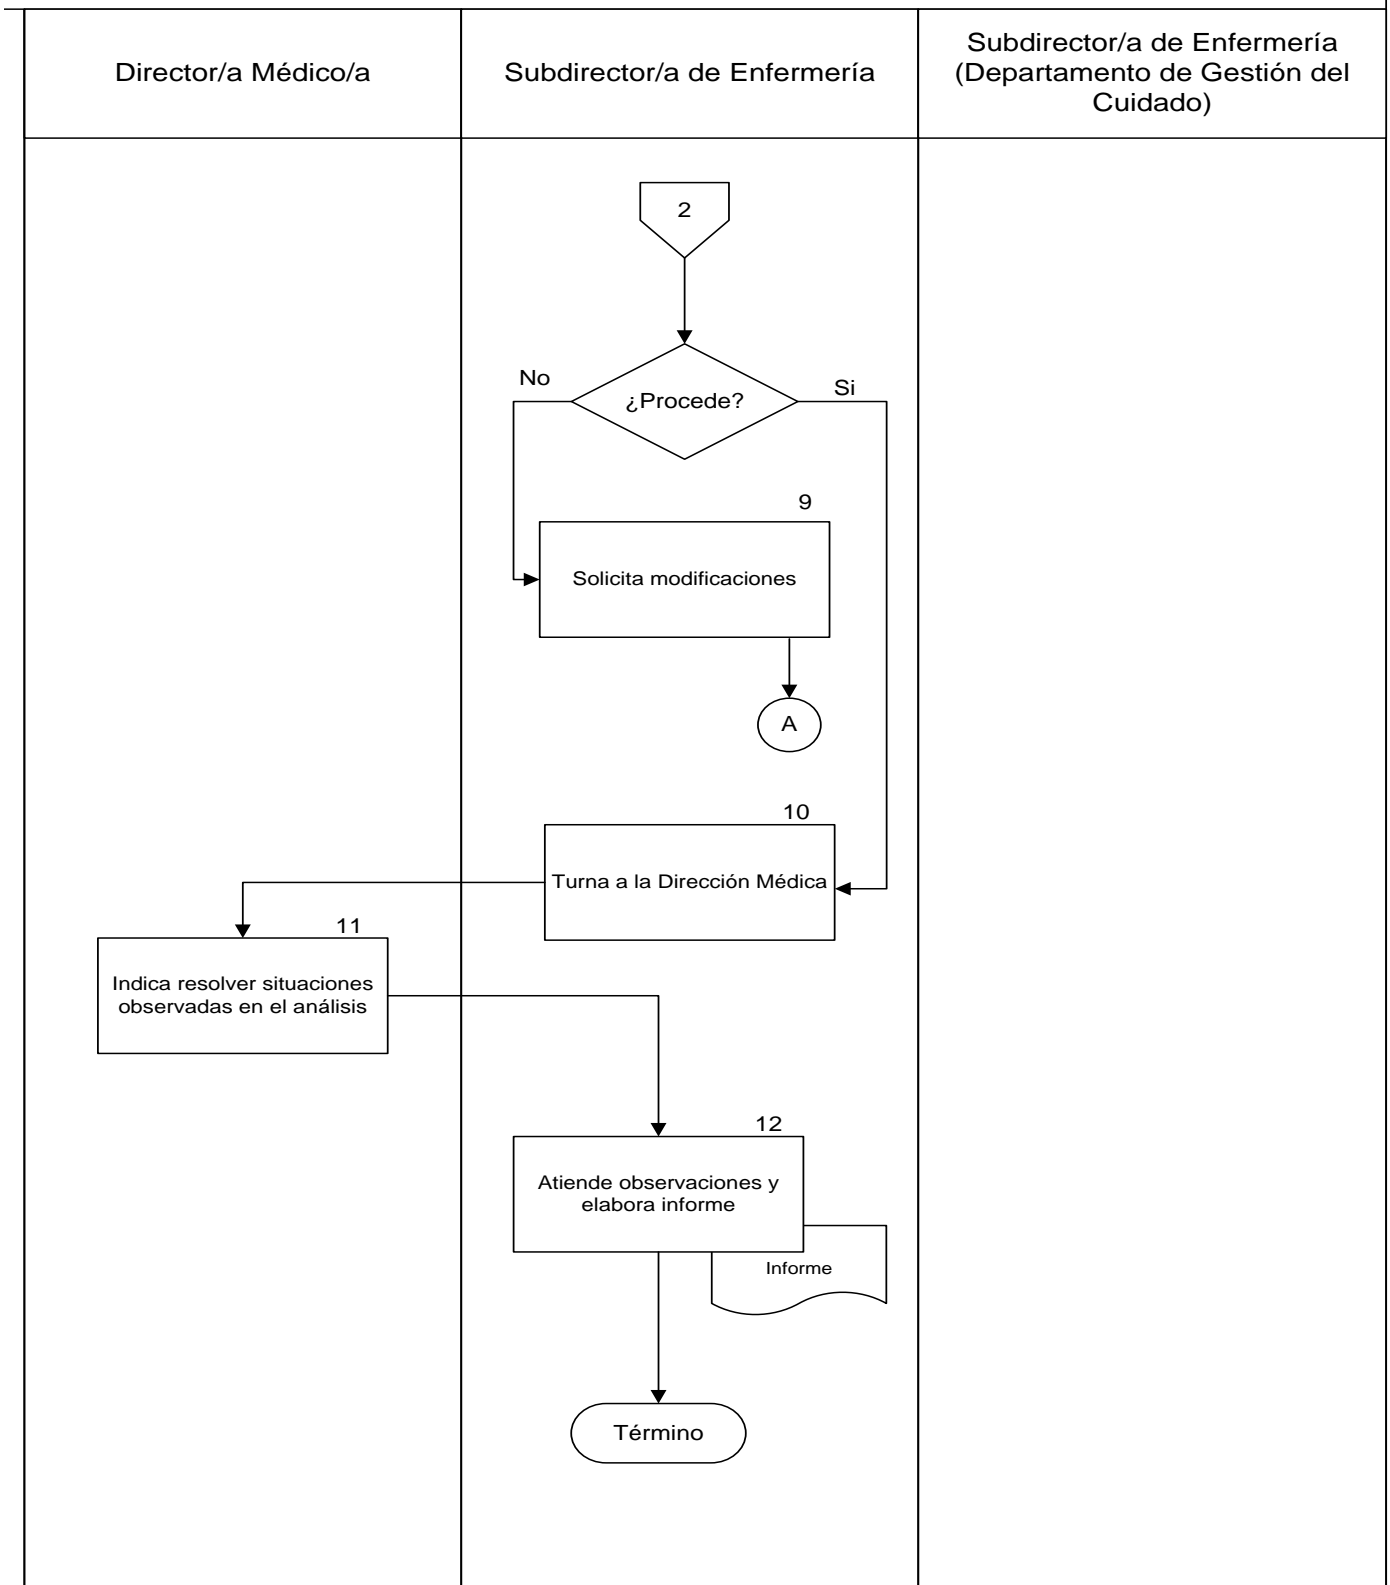 Director/a Médico/a
Subdirector/a de Enfermería
Subdirector/a de Enfermería
(Departamento de Gestión del
Cuidado)
2
¿Procede?
No
Si
9
Solicita modificaciones
A
10
Turna a la Dirección Médica
11
Indica resolver situaciones
observadas en el análisis
12
Atiende observaciones y
elabora informe
Informe
Término